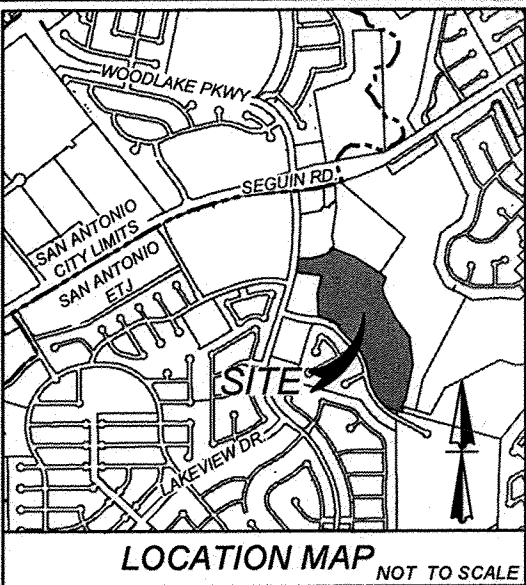 WOODLAKE PKWY
SEGUIN RD.
SAN ANTONIO
CITY LIMITS
SAN ANTONIO
ETJ
SITE
LAKEVIEW DR.
LOCATION MAP
NOT TO SCALE